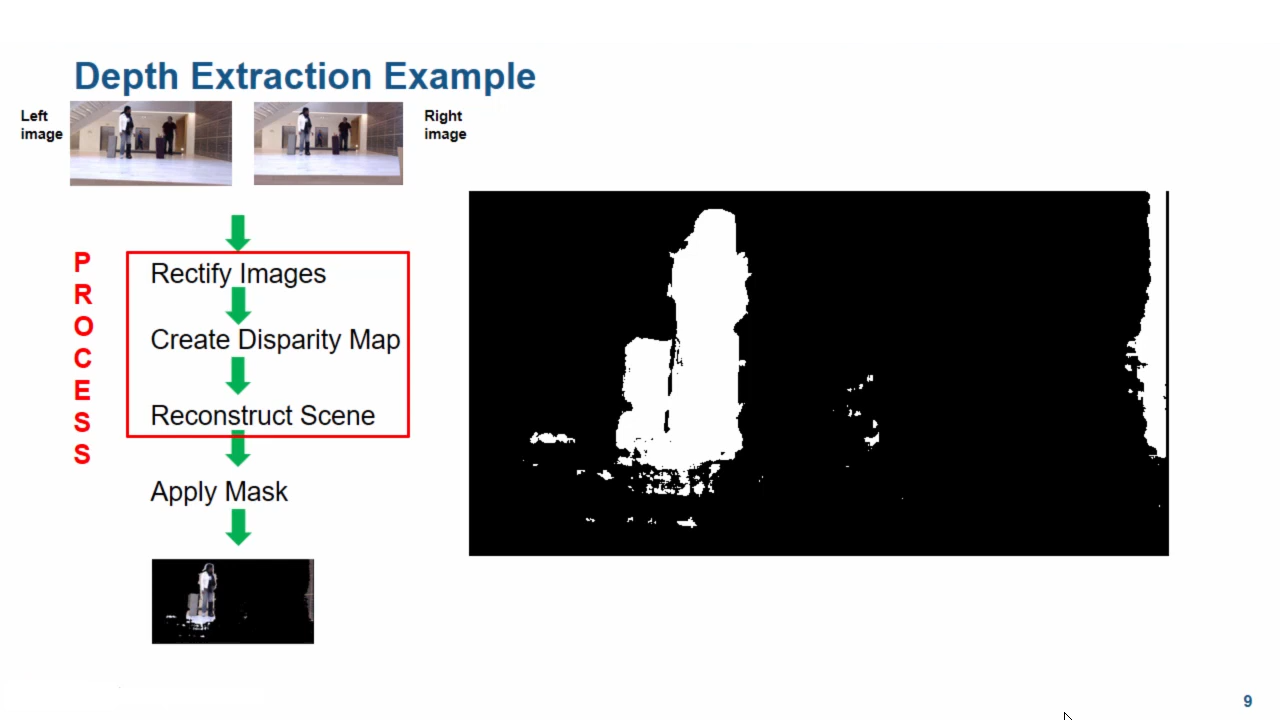 Depth Extraction Example
Left
image
Right
image
P
R
O
C
E
S
S
Rectify Images
Create Disparity Map
Reconstruct Scene
Apply Mask
9